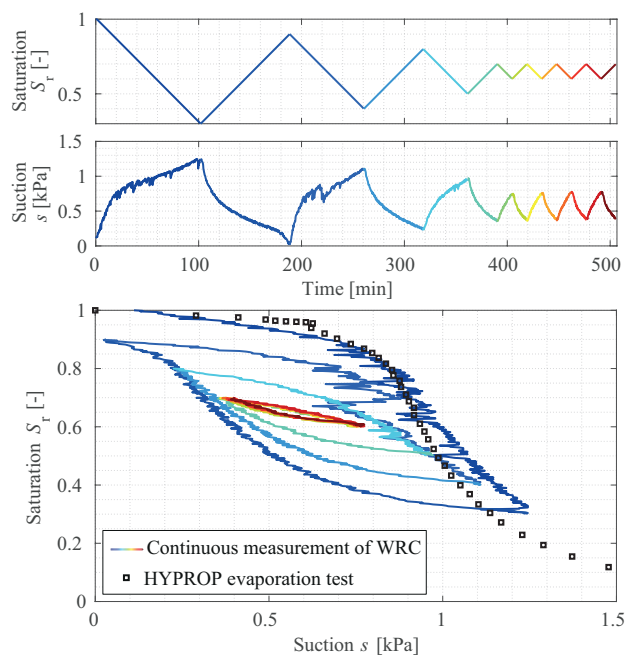 1
0.5
Saturation
Sr [-]
1.5
1
0.5
0
Suction
s [kPa]
0 100 200 300 400 500
Time [min]
1
0.8
0.6
0.4
0.2
0
Saturation Sr [-]
Continuous measurement of WRC
HYPROP evaporation test
0 0.5 1 1.5
Suction s [kPa]